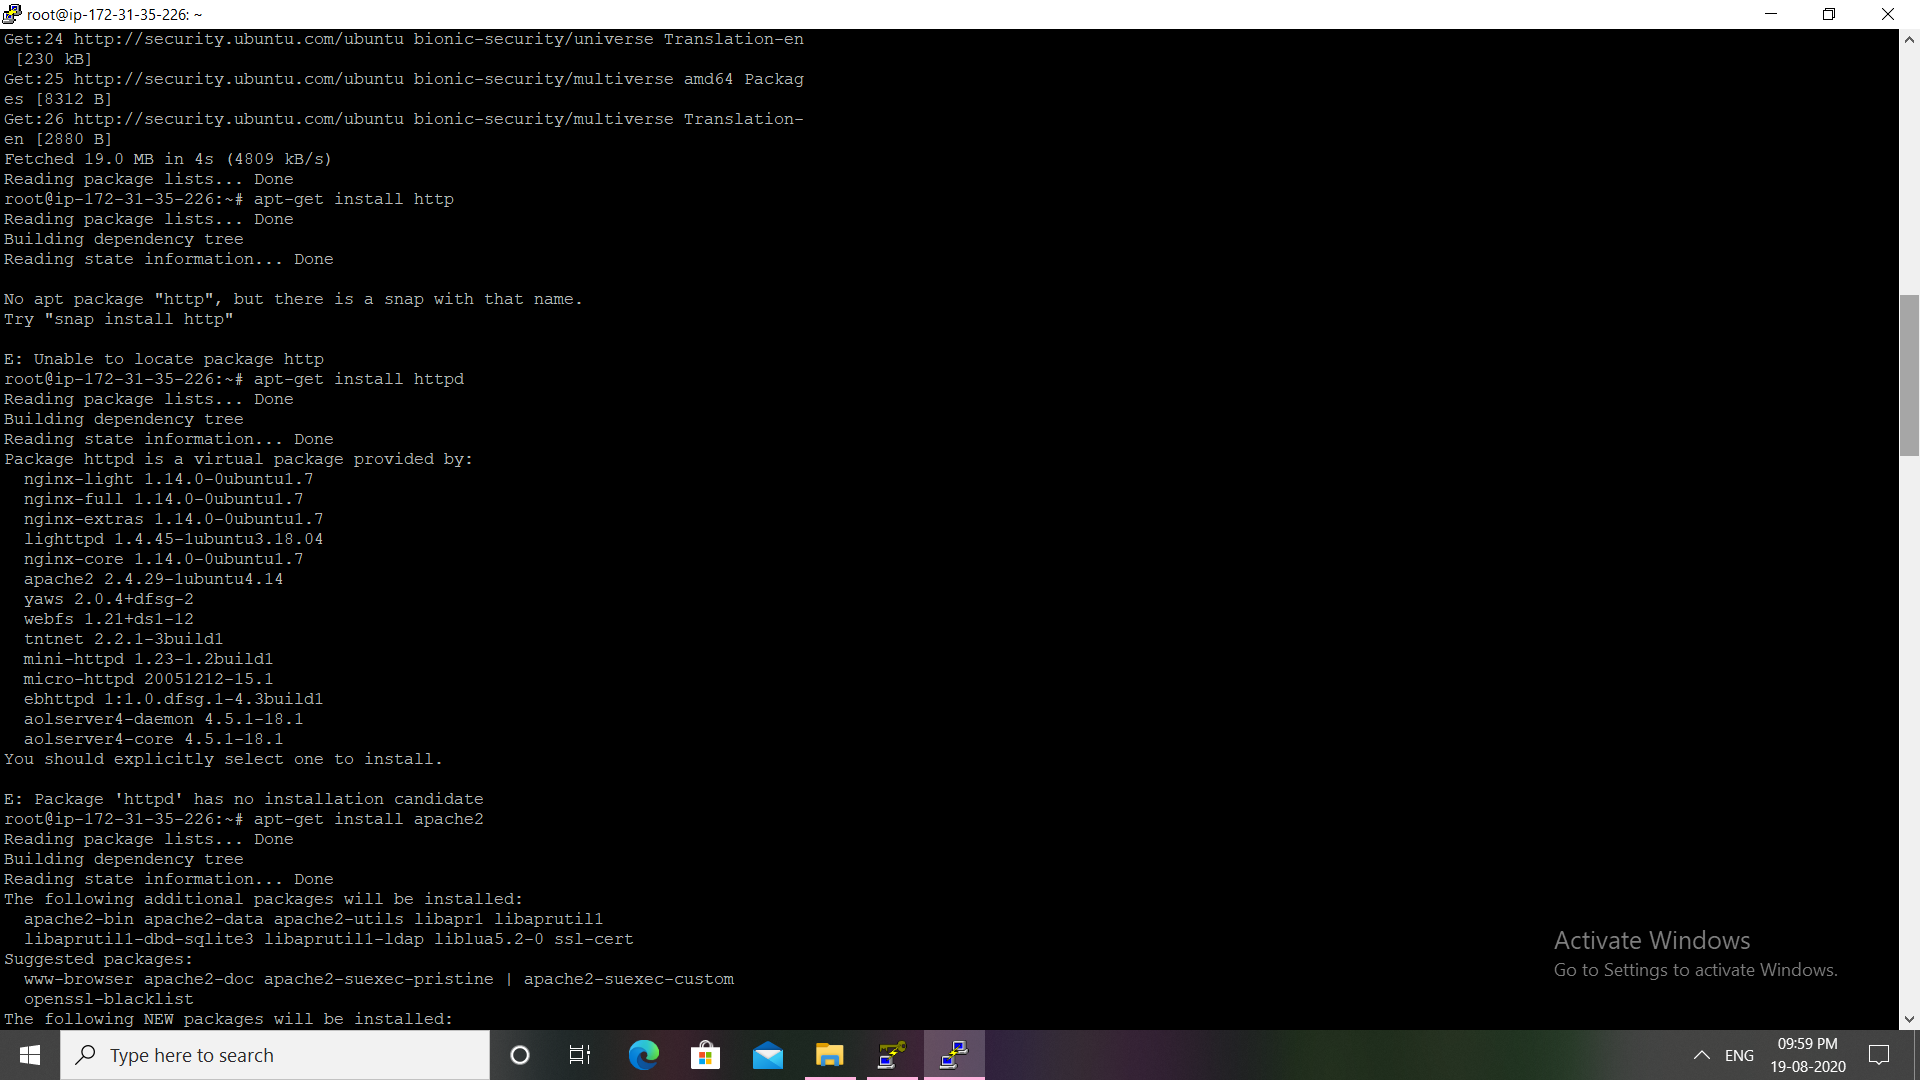 root@ip-172-31-35-226: ~
Get:24 http://security.ubuntu.com/ubuntu bionic-security/universe Translation-en
 [230 kB]
Get:25 http://security.ubuntu.com/ubuntu bionic-security/multiverse amd64 Packag
es [8312 B]
Get:26 http://security.ubuntu.com/ubuntu bionic-security/multiverse Translation-
en [2880 B]
Fetched 19.0 MB in 4s (4809 kB/s)
Reading package lists... Done
root@ip-172-31-35-226:~# apt-get install http
Reading package lists... Done
Building dependency tree
Reading state information... Done

No apt package "http", but there is a snap with that name.
Try "snap install http"

E: Unable to locate package http
root@ip-172-31-35-226:~# apt-get install httpd
Reading package lists... Done
Building dependency tree
Reading state information... Done
Package httpd is a virtual package provided by:
  nginx-light 1.14.0-0ubuntu1.7
  nginx-full 1.14.0-0ubuntu1.7
  nginx-extras 1.14.0-0ubuntu1.7
  lighttpd 1.4.45-1ubuntu3.18.04
  nginx-core 1.14.0-0ubuntu1.7
  apache2 2.4.29-1ubuntu4.14
  yaws 2.0.4+dfsg-2
  webfs 1.21+ds1-12
  tntnet 2.2.1-3build1
  mini-httpd 1.23-1.2build1
  micro-httpd 20051212-15.1
  ebhttpd 1:1.0.dfsg.1-4.3build1
  aolserver4-daemon 4.5.1-18.1
  aolserver4-core 4.5.1-18.1
You should explicitly select one to install.

E: Package 'httpd' has no installation candidate
root@ip-172-31-35-226:~# apt-get install apache2
Reading package lists... Done
Building dependency tree
Reading state information... Done
The following additional packages will be installed:
  apache2-bin apache2-data apache2-utils libapr1 libaprutil1
  libaprutil1-dbd-sqlite3 libaprutil1-ldap liblua5.2-0 ssl-cert
Suggested packages:
  www-browser apache2-doc apache2-suexec-pristine | apache2-suexec-custom
  openssl-blacklist
The following NEW packages will be installed:
Activate Windows
Go to Settings to activate Windows.
Type here to search
ENG
09:59 PM
19-08-2020